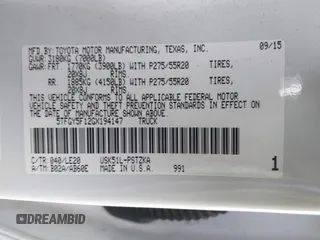 MFD BY: TOYOTA MOTOR MANUFACTURING, TEXAS, INC. 09/15
GVWR: 3180KG (7000LB)
GAWR: FRT. 1770KG (3900LB) WITH P275/55R20 TIRES,
20X8J RIMS
RR. 1885KG (4150LB) WITH P275/55R20 TIRES,
20X8J RIMS
THIS VEHICLE CONFORMS TO ALL APPLICABLE FEDERAL MOTOR
VEHICLE SAFETY AND THEFT PREVENTION STANDARDS IN
EFFECT ON THE DATE OF MANUFACTURE SHOWN ABOVE.
5TFGY5F12GX194147 TRUCK
C/TR: 040/LE20 USK51L-PSTZKA
A/TM: B02A/AB60E MADE IN U.S.A. 991 1
© STATFREEBID